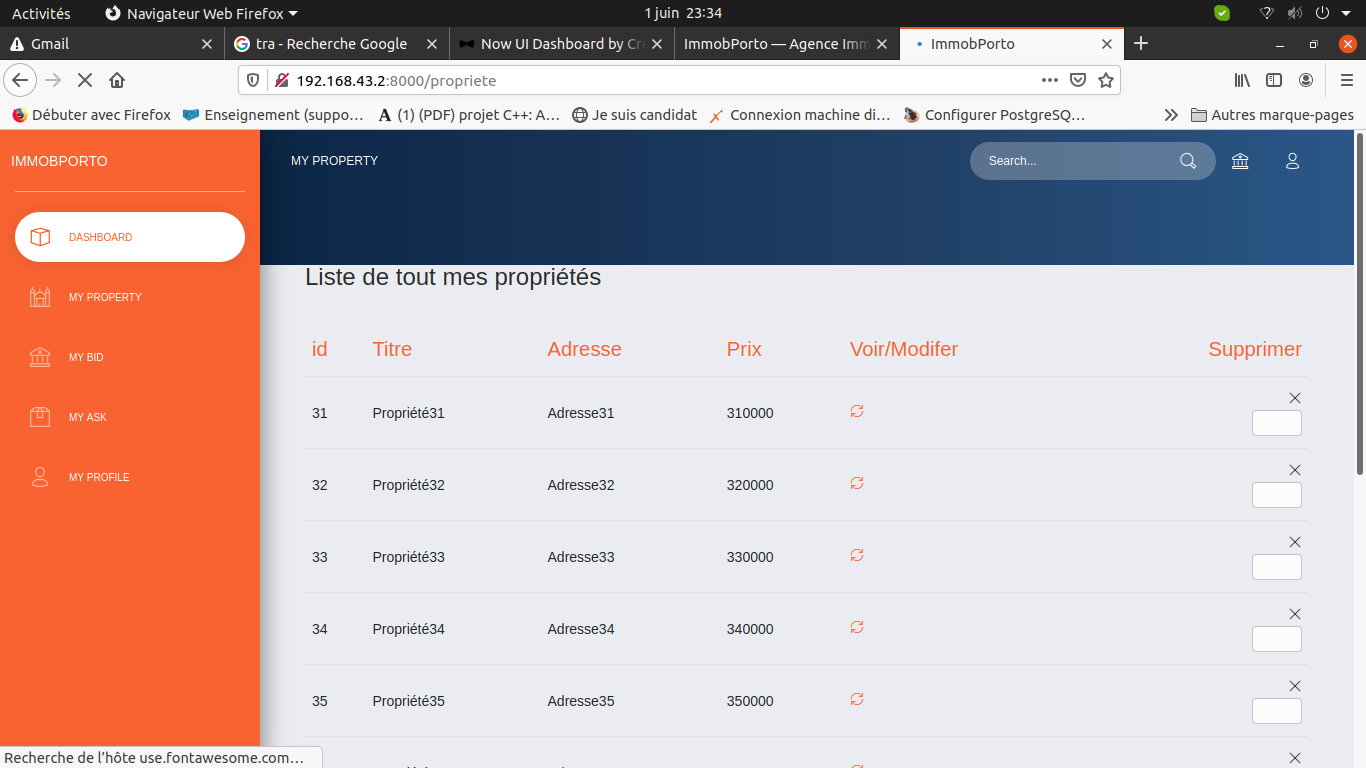 Activités
Navigateur Web Firefox
1 juin 23:34
Gmail
tra - Recherche Google
Now UI Dashboard by Cre
ImmobPorto — Agence Imm
ImmobPorto
192.168.43.2:8000/propriete
Débuter avec Firefox
Enseignement (suppo…
(1) (PDF) projet C++: A…
Je suis candidat
Connexion machine di…
Configurer PostgreSQ…
Autres marque-pages
IMMOBPORTO
MY PROPERTY
Search...
DASHBOARD
MY PROPERTY
MY BID
MY ASK
MY PROFILE
Liste de tout mes propriétés
id Titre Adresse Prix Voir/Modifer Supprimer
31 Propriété31 Adresse31 310000
32 Propriété32 Adresse32 320000
33 Propriété33 Adresse33 330000
34 Propriété34 Adresse34 340000
35 Propriété35 Adresse35 350000
Recherche de l’hôte use.fontawesome.com…